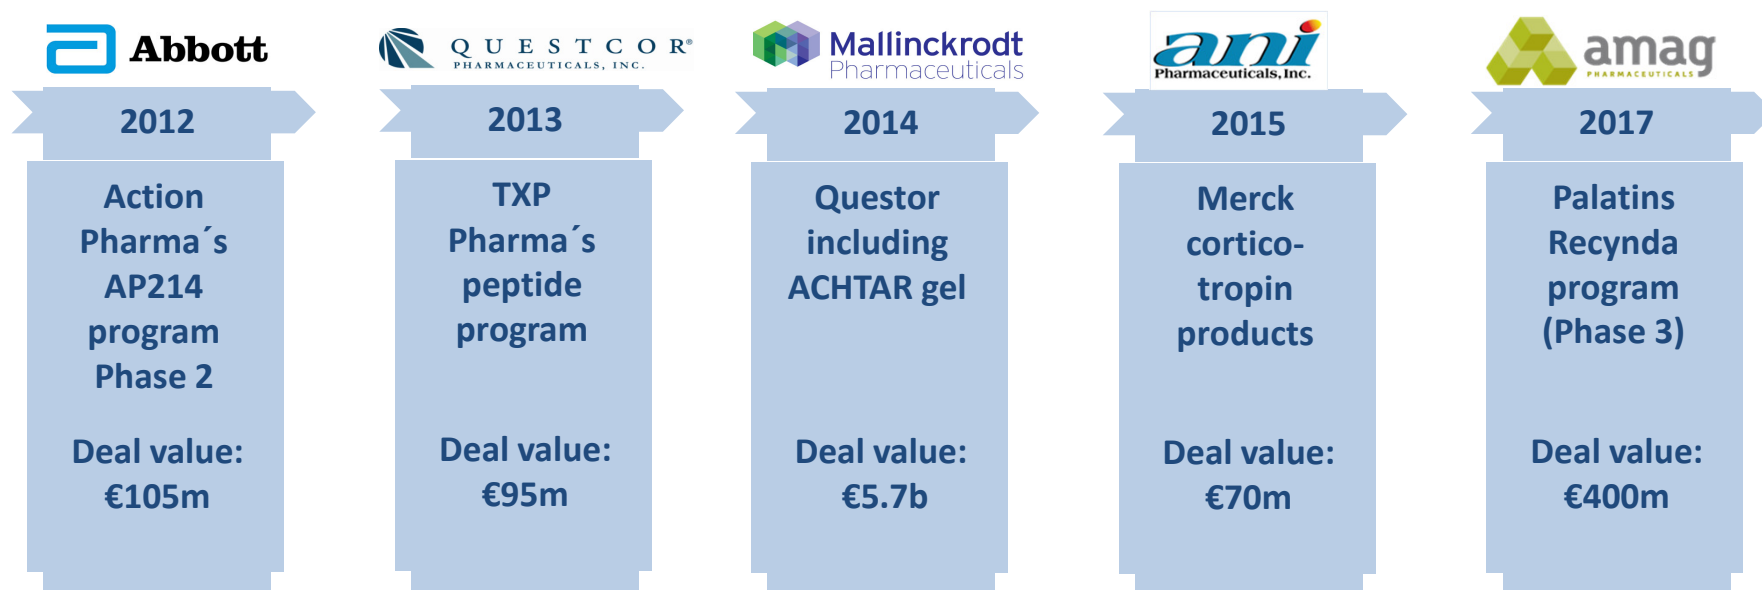 Abbott
QUESTCOR®
PHARMACEUTICALS, INC.
Mallinckrodt
Pharmaceuticals
ani
Pharmaceuticals, Inc.
amag
PHARMACEUTICALS
2012
Action
Pharma´s
AP214
program
Phase 2
Deal value:
€105m
2013
TXP
Pharma´s
peptide
program
Deal value:
€95m
2014
Questor
including
ACHTAR gel
Deal value:
€5.7b
2015
Merck
cortico-
tropin
products
Deal value:
€70m
2017
Palatins
Recynda
program
(Phase 3)
Deal value:
€400m